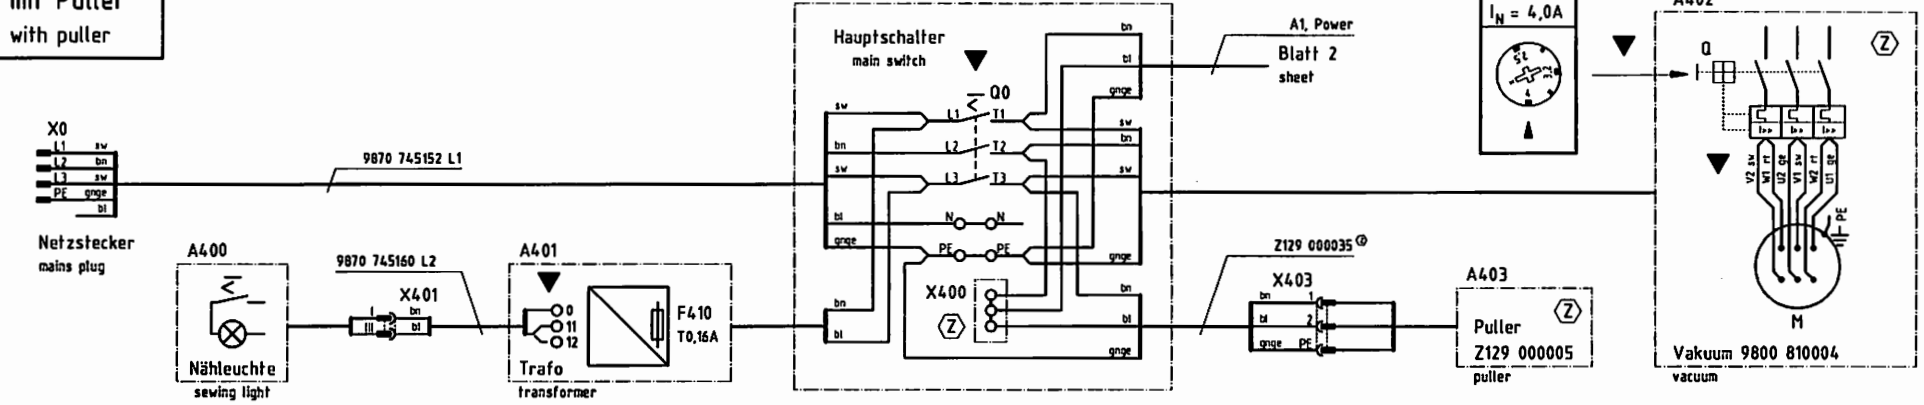 mit Puller
with puller
X0
L1 sw
L2 bn
L3 sw
PE gnge
bl
Netzstecker
mains plug
9870 745152 L1
A400
Nähleuchte
sewing light
9870 745160 L2
X401
I bn
III bl
A401
0
11
12
F410
T0,16A
Trafo
transformer
Hauptschalter
main switch
Q0
sw
bn
sw
bl
gnge
bn
bl
L1 T1
L2 T2
L3 T3
N N
PE PE
X400
Z
bn
bl
gnge
sw
bn
sw
gnge
bn
bl
gnge
A1, Power
Blatt 2
sheet
Z129 000035
X403
bn 1
bl 2
gnge PE
A403
Z
Puller
Z129 000005
puller
IN = 4,0A
4
A402
Q
Z
I>> I>> I>>
V2 sw
W1 rt
U2 ge
V1 sw
W2 rt
U1 ge
PE
M
Vakuum 9800 810004
vacuum